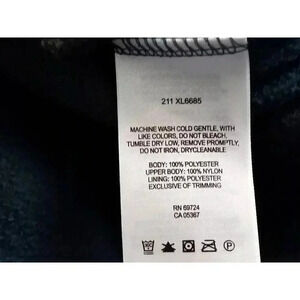 211 XL6685
MACHINE WASH COLD GENTLE, WITH
LIKE COLORS, DO NOT BLEACH,
TUMBLE DRY LOW, REMOVE PROMPTLY,
DO NOT IRON, DRYCLEANABLE
BODY: 100% POLYESTER
UPPER BODY: 100% NYLON
LINING: 100% POLYESTER
EXCLUSIVE OF TRIMMING
RN 69724
CA 05367